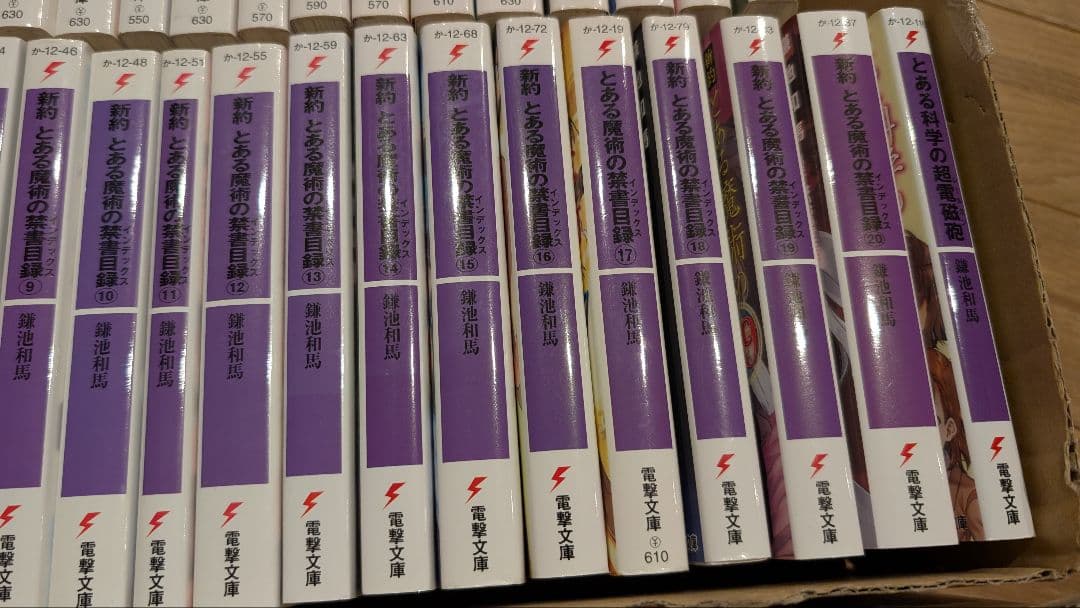 630
550
630
570
590
570
610
630
か-12-46
新約 とある魔術の禁書目録
インデックス
⑨
鎌池和馬
電撃文庫
か-12-48
新約 とある魔術の禁書目録
インデックス
⑩
鎌池和馬
電撃文庫
か-12-51
新約 とある魔術の禁書目録
インデックス
⑪
鎌池和馬
電撃文庫
か-12-55
新約 とある魔術の禁書目録
インデックス
⑫
鎌池和馬
電撃文庫
か-12-59
新約 とある魔術の禁書目録
インデックス
⑬
鎌池和馬
電撃文庫
か-12-63
新約 とある魔術の禁書目録
インデックス
⑭
鎌池和馬
電撃文庫
か-12-68
新約 とある魔術の禁書目録
インデックス
⑮
鎌池和馬
電撃文庫
か-12-72
新約 とある魔術の禁書目録
インデックス
⑯
鎌池和馬
電撃文庫
か-12-19
とある魔術の禁書目録
インデックス
⑰
鎌池和馬
電撃文庫
¥610
か-12-79
新約 とある魔術の禁書目録
インデックス
⑱
鎌池和馬
電撃文庫
新約 とある魔術の禁書目録
インデックス
⑲
鎌池和馬
電撃文庫
新約 とある魔術の禁書目録
インデックス
⑳
鎌池和馬
電撃文庫
とある科学の超電磁砲
鎌池和馬
電撃文庫